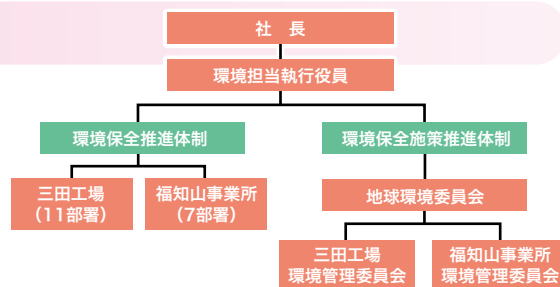 社　長
環境担当執行役員
環境保全推進体制
環境保全施策推進体制
三田工場
（11部署）
福知山事業所
（7部署）
地球環境委員会
三田工場
環境管理委員会
福知山事業所
環境管理委員会